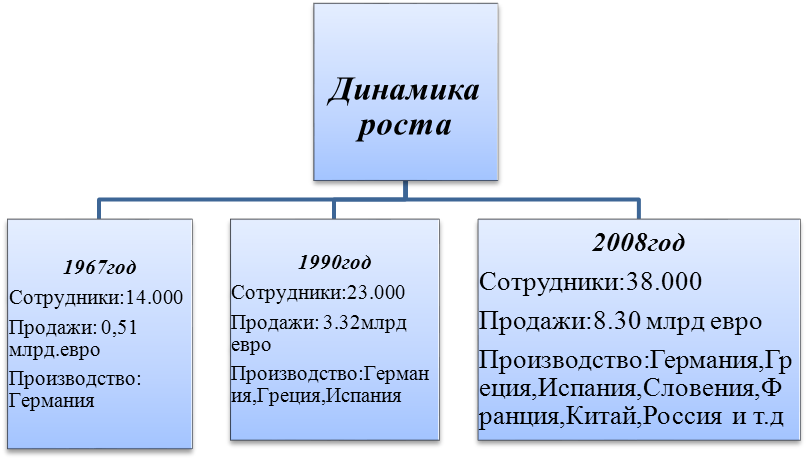 Динамика
роста
1967год
Сотрудники:14.000
Продажи: 0,51
млрд.евро
Производство:
Германия
1990год
Сотрудники:23.000
Продажи: 3.32млрд
евро
Производство:Герман
ия,Греция,Испания
2008год
Сотрудники:38.000
Продажи:8.30 млрд евро
Производство:Германия,Гр
еция,Испания,Словения,Ф
ранция,Китай,Россия и т.д